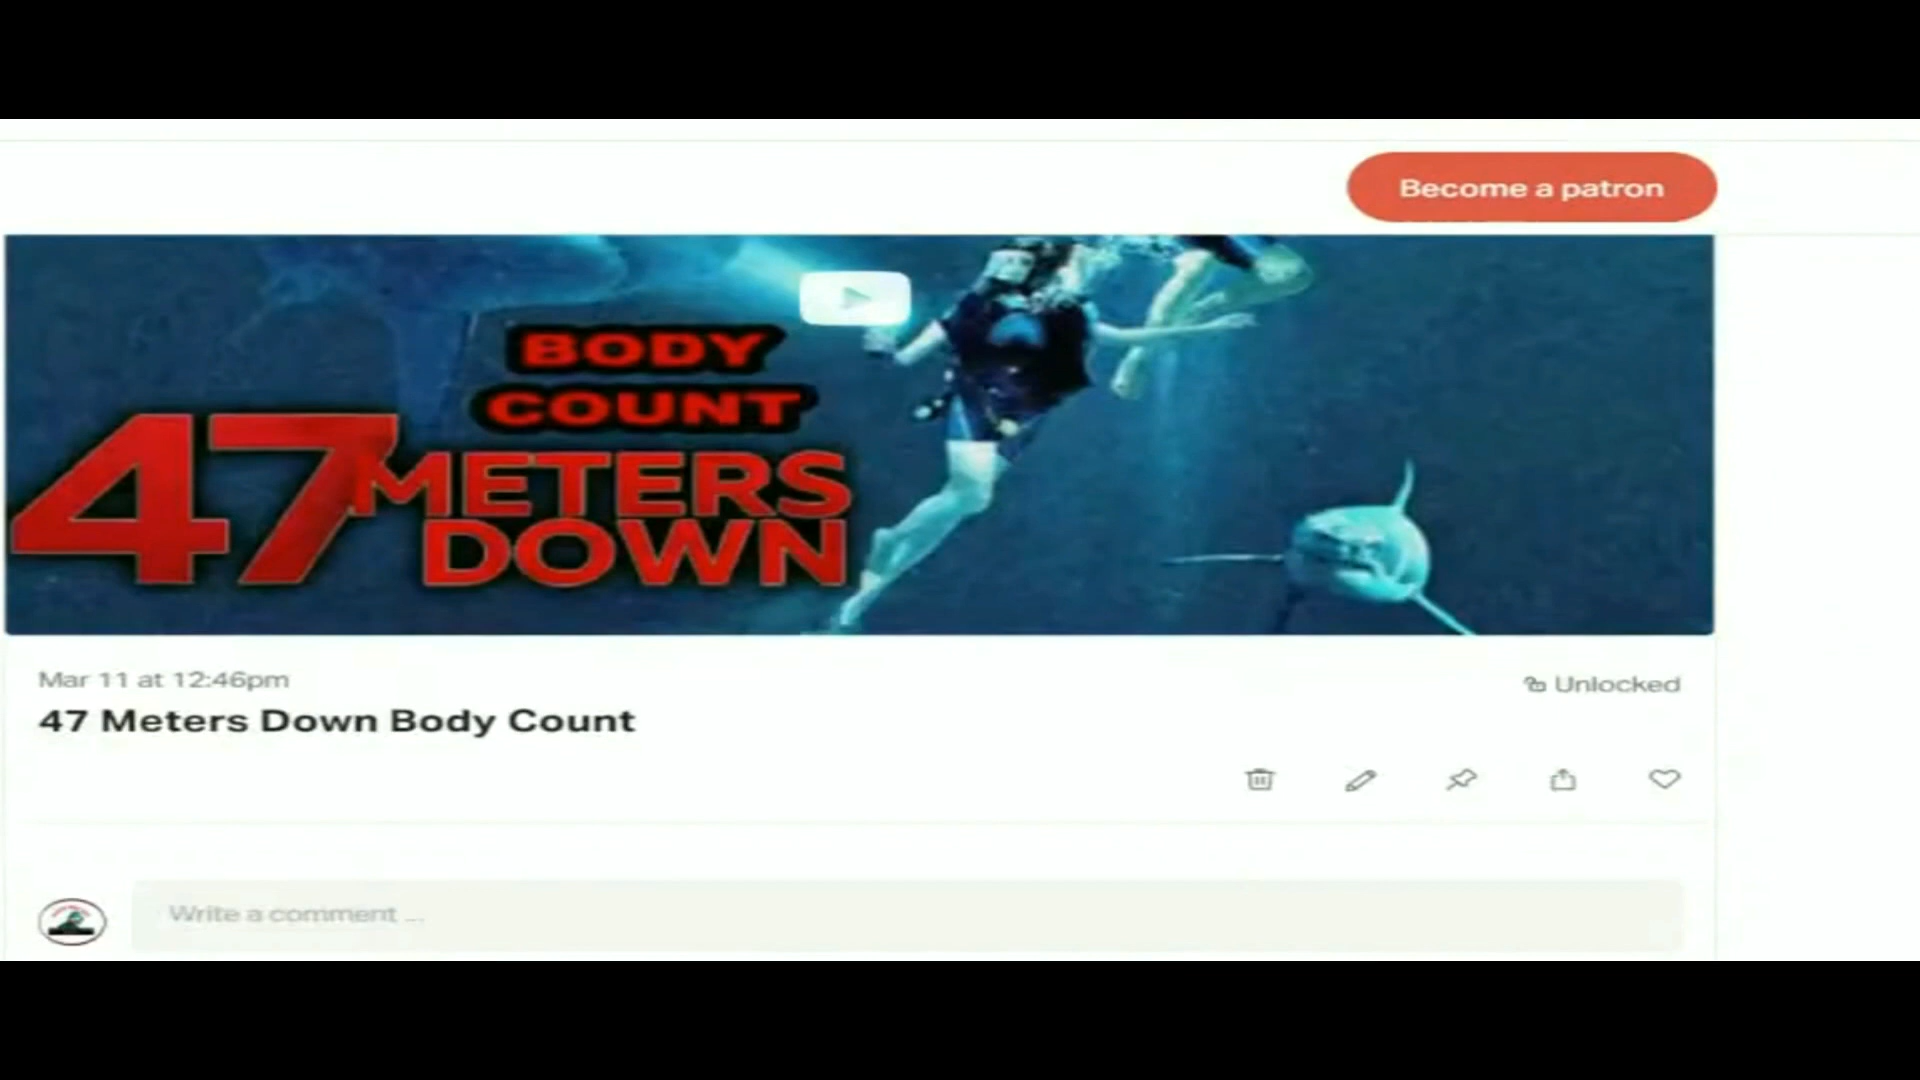 Become a patron
BODY
COUNT
47 METERS
DOWN
Mar 11 at 12:46pm
Unlocked
47 Meters Down Body Count
Write a comment ...